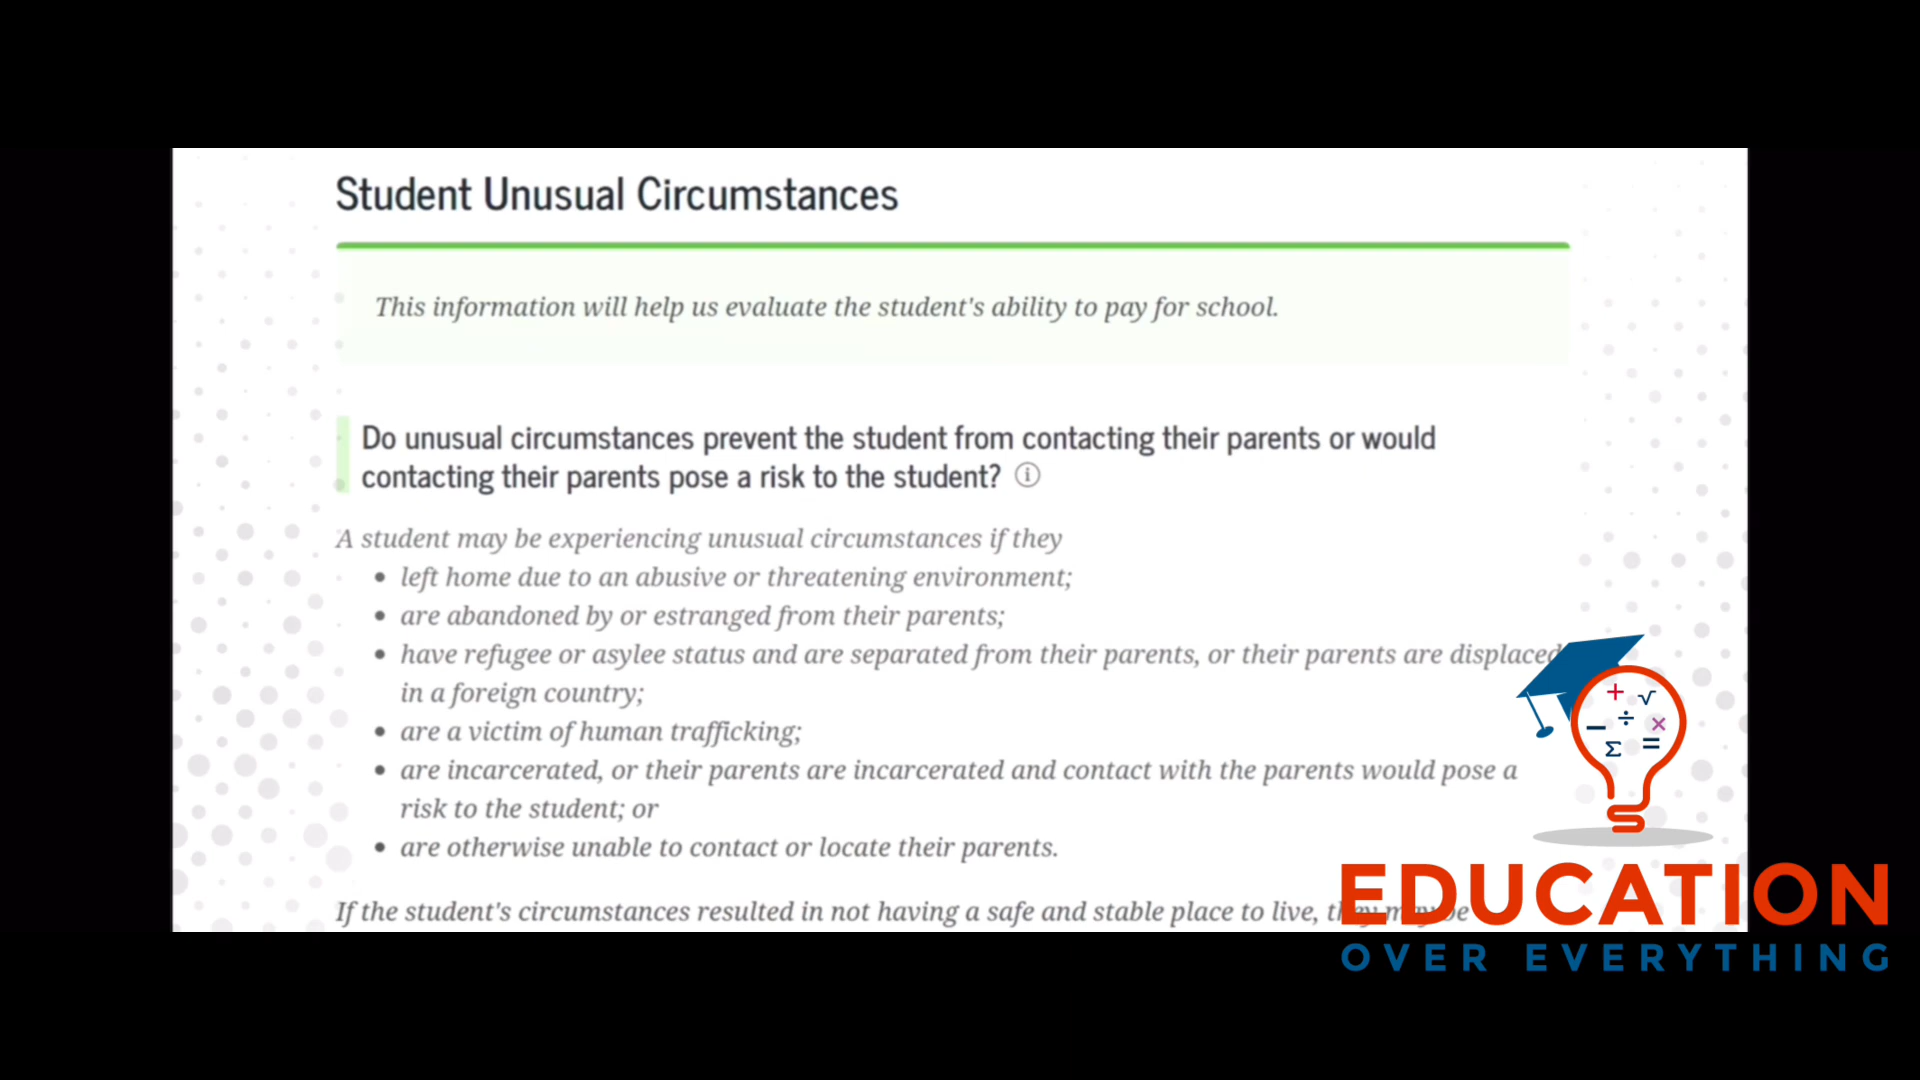 Student Unusual Circumstances
This information will help us evaluate the student's ability to pay for school.
Do unusual circumstances prevent the student from contacting their parents or would
contacting their parents pose a risk to the student? ⓘ
A student may be experiencing unusual circumstances if they
• left home due to an abusive or threatening environment;
• are abandoned by or estranged from their parents;
• have refugee or asylee status and are separated from their parents, or their parents are displaced
in a foreign country;
• are a victim of human trafficking;
• are incarcerated, or their parents are incarcerated and contact with the parents would pose a
risk to the student; or
• are otherwise unable to contact or locate their parents.
If the student's circumstances resulted in not having a safe and stable place to live, they may be
+ √
− ÷ ×
Σ =
EDUCATION
OVER EVERYTHING